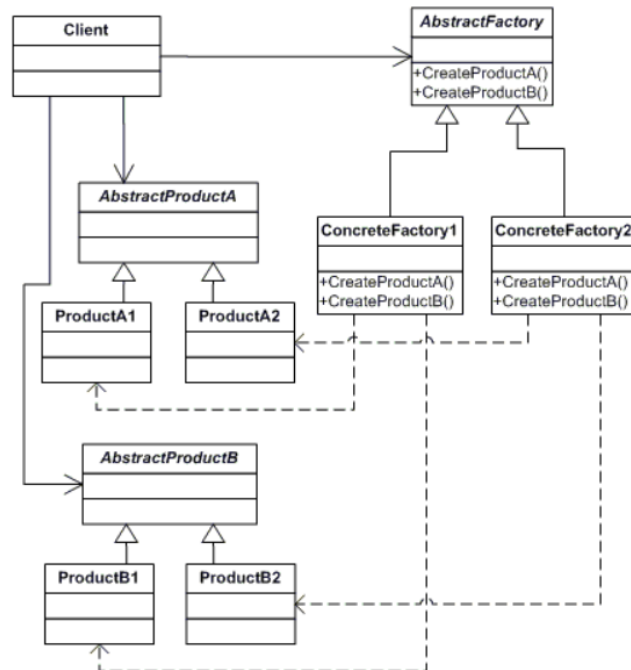 Client
AbstractFactory
+CreateProductA()
+CreateProductB()
AbstractProductA
ConcreteFactory1
+CreateProductA()
+CreateProductB()
ConcreteFactory2
+CreateProductA()
+CreateProductB()
ProductA1
ProductA2
AbstractProductB
ProductB1
ProductB2